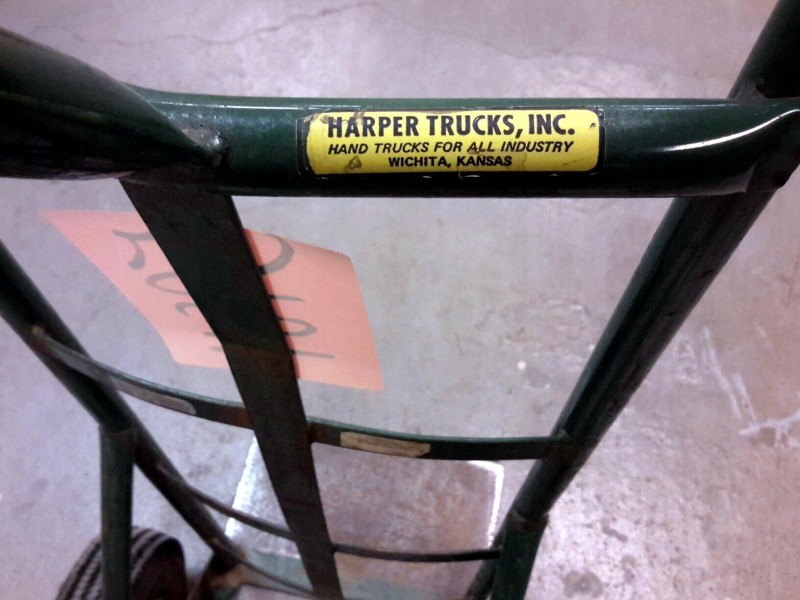 HARPER TRUCKS, INC.
HAND TRUCKS FOR ALL INDUSTRY
WICHITA, KANSAS